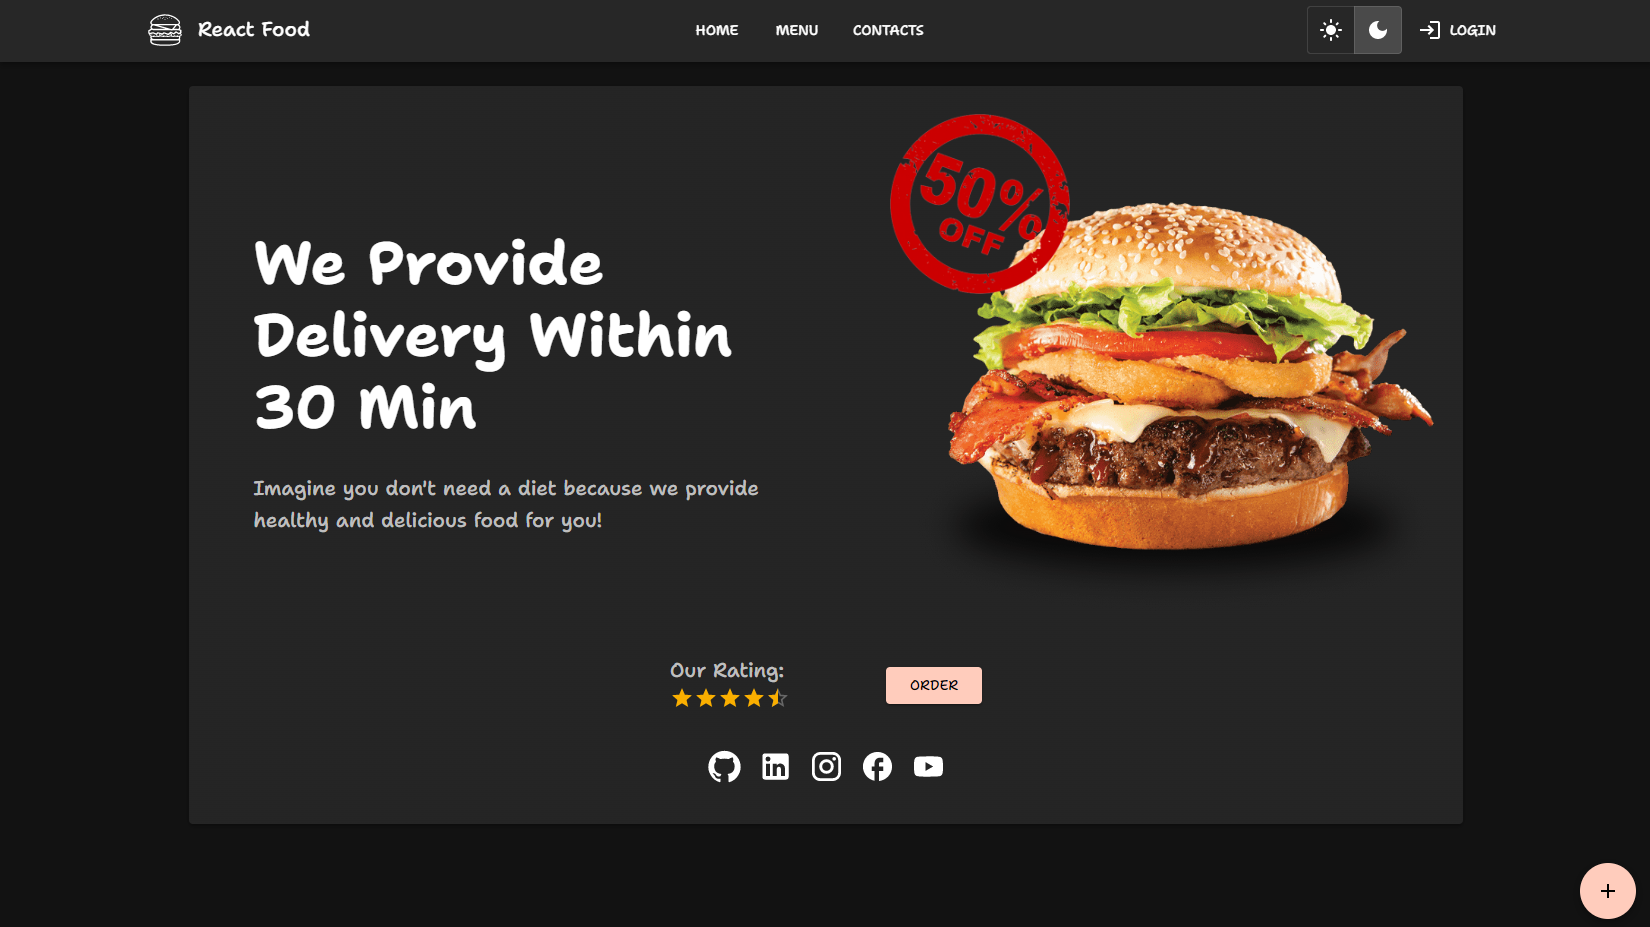 React Food
HOME
MENU
CONTACTS
LOGIN
50%
OFF
We Provide
Delivery Within
30 Min
Imagine you don't need a diet because we provide
healthy and delicious food for you!
Our Rating:
ORDER
in